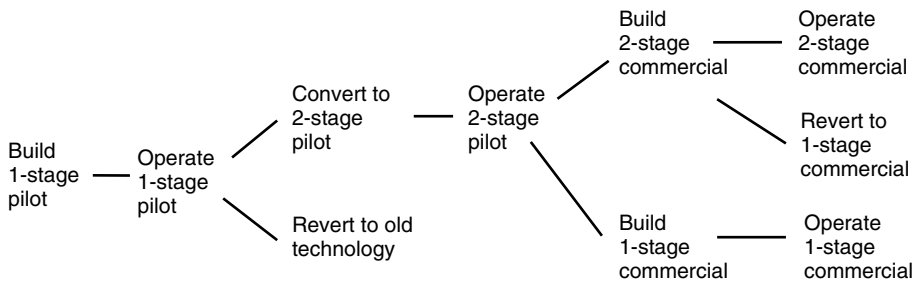 Build
1-stage
pilot
Operate
1-stage
pilot
Convert to
2-stage
pilot
Revert to old
technology
Operate
2-stage
pilot
Build
2-stage
commercial
Operate
2-stage
commercial
Revert to
1-stage
commercial
Build
1-stage
commercial
Operate
1-stage
commercial